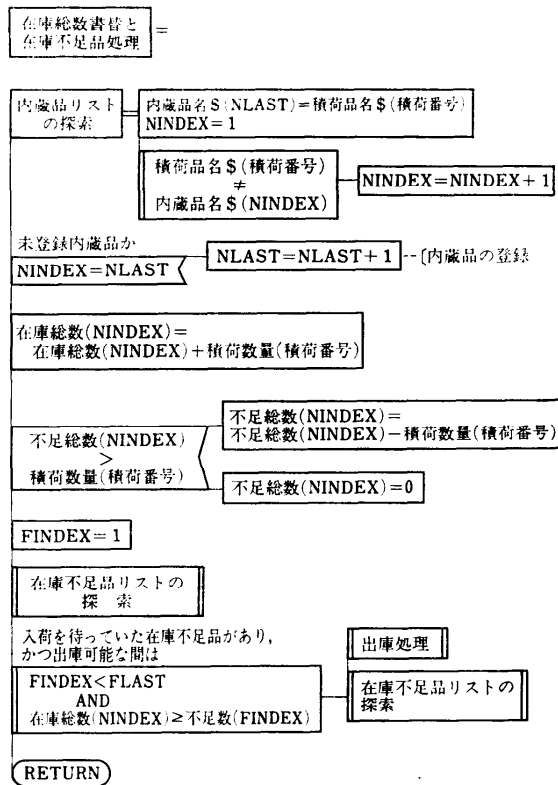 在庫総数書替と
在庫不足品処理
=
内蔵品リスト
の探索
内蔵品名$(NLAST)=積荷品名$(積荷番号)
NINDEX=1
積荷品名$(積荷番号)
≠
内蔵品名$(NINDEX)
NINDEX=NINDEX+1
未登録内蔵品か
NINDEX=NLAST
NLAST=NLAST+1
--〔内蔵品の登録
在庫総数(NINDEX)=
在庫総数(NINDEX)+積荷数量(積荷番号)
不足総数(NINDEX)
>
積荷数量(積荷番号)
不足総数(NINDEX)=
不足総数(NINDEX)−積荷数量(積荷番号)
不足総数(NINDEX)=0
FINDEX=1
在庫不足品リストの
探 索
入荷を待っていた在庫不足品があり,
かつ出庫可能な間は
FINDEX<FLAST
AND
在庫総数(NINDEX)≥不足数(FINDEX)
出庫処理
在庫不足品リストの
探索
RETURN